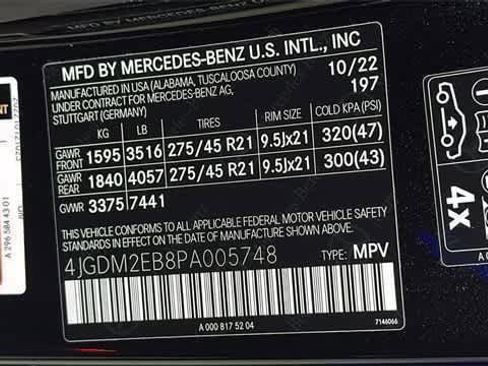 MFD BY MERCEDES-BENZ U.S. INTL., INC
MANUFACTURED IN USA (ALABAMA, TUSCALOOSA COUNTY) 10/22
UNDER CONTRACT FOR MERCEDES-BENZ AG, 197
STUTTGART (GERMANY)
KG LB TIRES RIM SIZE COLD KPA (PSI)
GAWR FRONT 1595 3516 275/45 R21 9.5Jx21 320(47)
GAWR REAR 1840 4057 275/45 R21 9.5Jx21 300(43)
GVWR 3375 7441
THIS VEHICLE CONFORMS TO ALL APPLICABLE FEDERAL MOTOR VEHICLE SAFETY
STANDARDS IN EFFECT ON THE DATE OF MANUFACTURE SHOWN ABOVE.
4JGDM2EB8PA005748 TYPE: MPV
A 000 817 52 04 7146066
4x
A 296 584 43 01